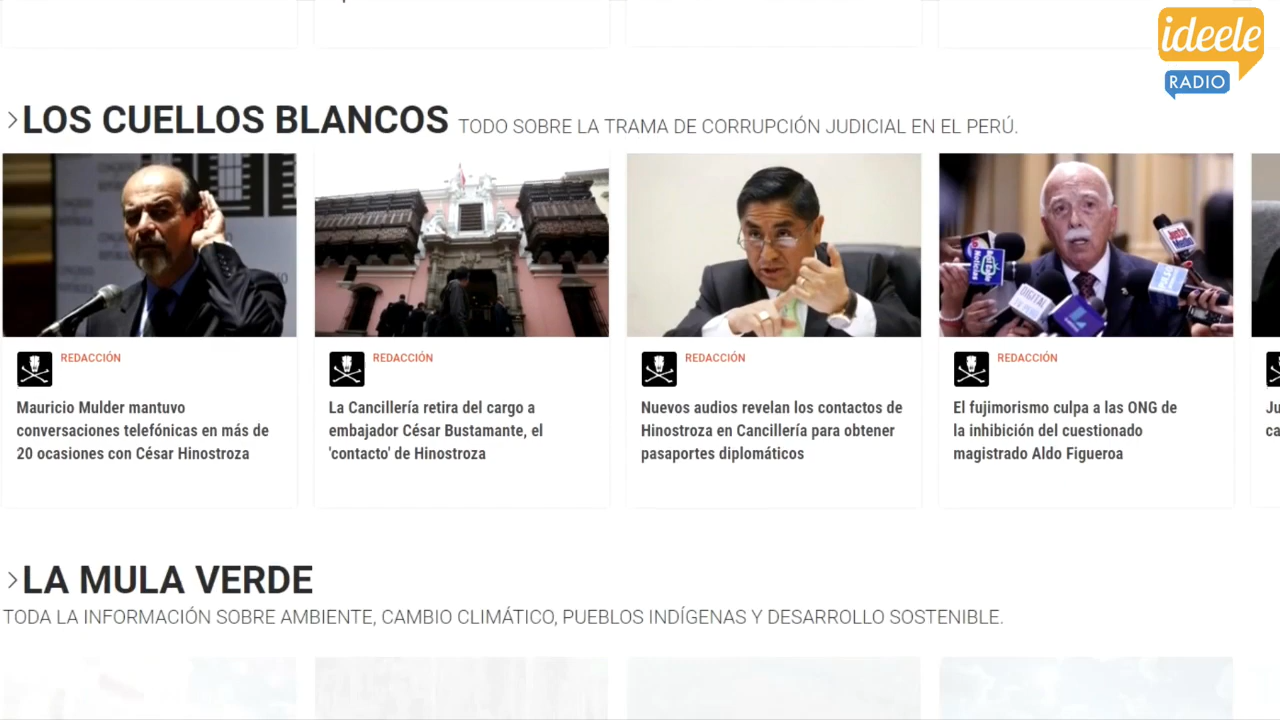 ideele
RADIO
LOS CUELLOS BLANCOS TODO SOBRE LA TRAMA DE CORRUPCIÓN JUDICIAL EN EL PERÚ.
REDACCIÓN
Mauricio Mulder mantuvo
conversaciones telefónicas en más de
20 ocasiones con César Hinostroza
REDACCIÓN
La Cancillería retira del cargo a
embajador César Bustamante, el
'contacto' de Hinostroza
REDACCIÓN
Nuevos audios revelan los contactos de
Hinostroza en Cancillería para obtener
pasaportes diplomáticos
REDACCIÓN
El fujimorismo culpa a las ONG de
la inhibición del cuestionado
magistrado Aldo Figueroa
Ju
ca
LA MULA VERDE
TODA LA INFORMACIÓN SOBRE AMBIENTE, CAMBIO CLIMÁTICO, PUEBLOS INDÍGENAS Y DESARROLLO SOSTENIBLE.